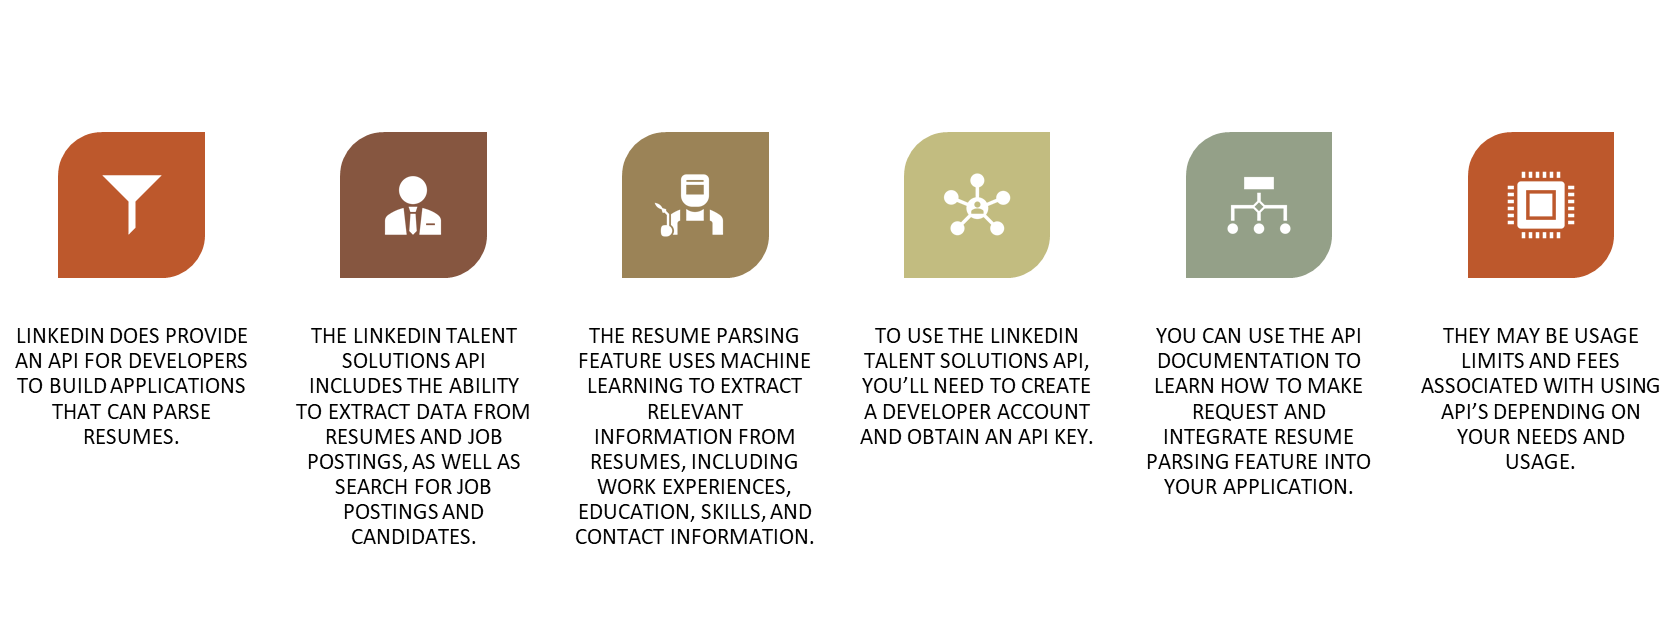 LINKEDIN DOES PROVIDE
AN API FOR DEVELOPERS
TO BUILD APPLICATIONS
THAT CAN PARSE
RESUMES.
THE LINKEDIN TALENT
SOLUTIONS API
INCLUDES THE ABILITY
TO EXTRACT DATA FROM
RESUMES AND JOB
POSTINGS, AS WELL AS
SEARCH FOR JOB
POSTINGS AND
CANDIDATES.
THE RESUME PARSING
FEATURE USES MACHINE
LEARNING TO EXTRACT
RELEVANT
INFORMATION FROM
RESUMES, INCLUDING
WORK EXPERIENCES,
EDUCATION, SKILLS, AND
CONTACT INFORMATION.
TO USE THE LINKEDIN
TALENT SOLUTIONS API,
YOU’LL NEED TO CREATE
A DEVELOPER ACCOUNT
AND OBTAIN AN API KEY.
YOU CAN USE THE API
DOCUMENTATION TO
LEARN HOW TO MAKE
REQUEST AND
INTEGRATE RESUME
PARSING FEATURE INTO
YOUR APPLICATION.
THEY MAY BE USAGE
LIMITS AND FEES
ASSOCIATED WITH USING
API’S DEPENDING ON
YOUR NEEDS AND
USAGE.